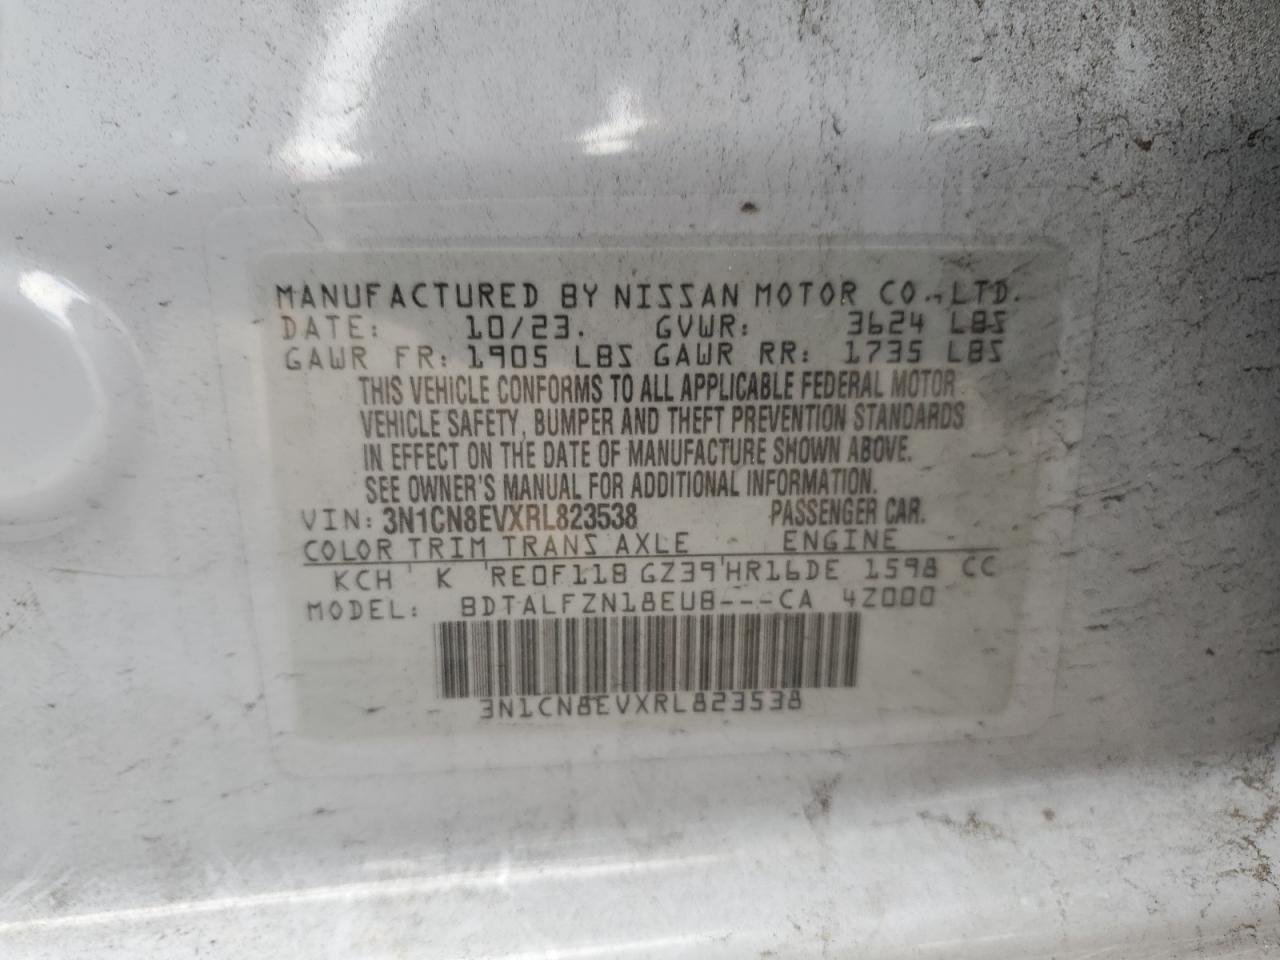 MANUFACTURED BY NISSAN MOTOR CO.,LTD.
DATE: 10/23. GVWR: 3624 LBS
GAWR FR: 1905 LBS GAWR RR: 1735 LBS
THIS VEHICLE CONFORMS TO ALL APPLICABLE FEDERAL MOTOR
VEHICLE SAFETY, BUMPER AND THEFT PREVENTION STANDARDS
IN EFFECT ON THE DATE OF MANUFACTURE SHOWN ABOVE.
SEE OWNER'S MANUAL FOR ADDITIONAL INFORMATION.
VIN: 3N1CN8EVXRL823538 PASSENGER CAR.
COLOR TRIM TRANS AXLE ENGINE
KCH K RE0F11B GZ39 HR16DE 1598 CC
MODEL: BDTALFZN18EUB---CA 4Z000
3N1CN8EVXRL823538